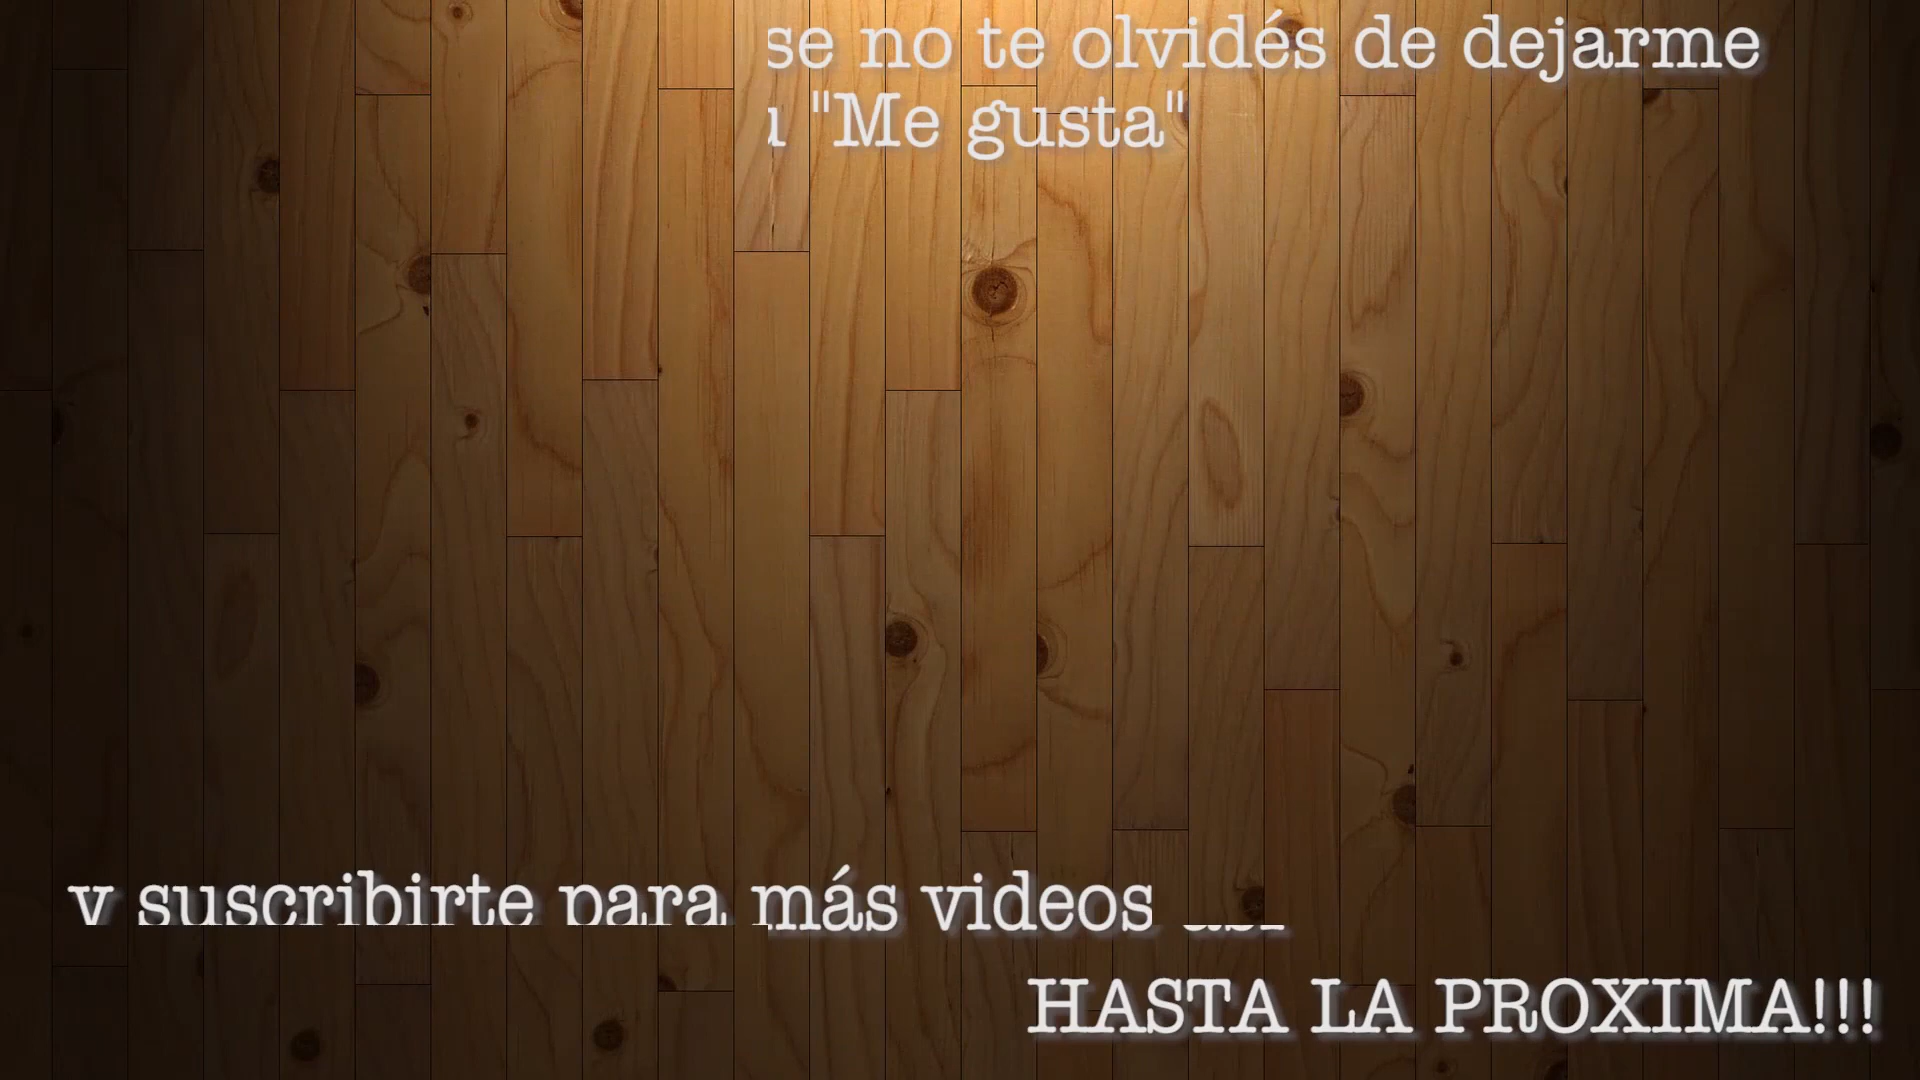 se no te olvidés de dejarme
"Me gusta"
y suscribirte para más videos
HASTA LA PROXIMA!!!